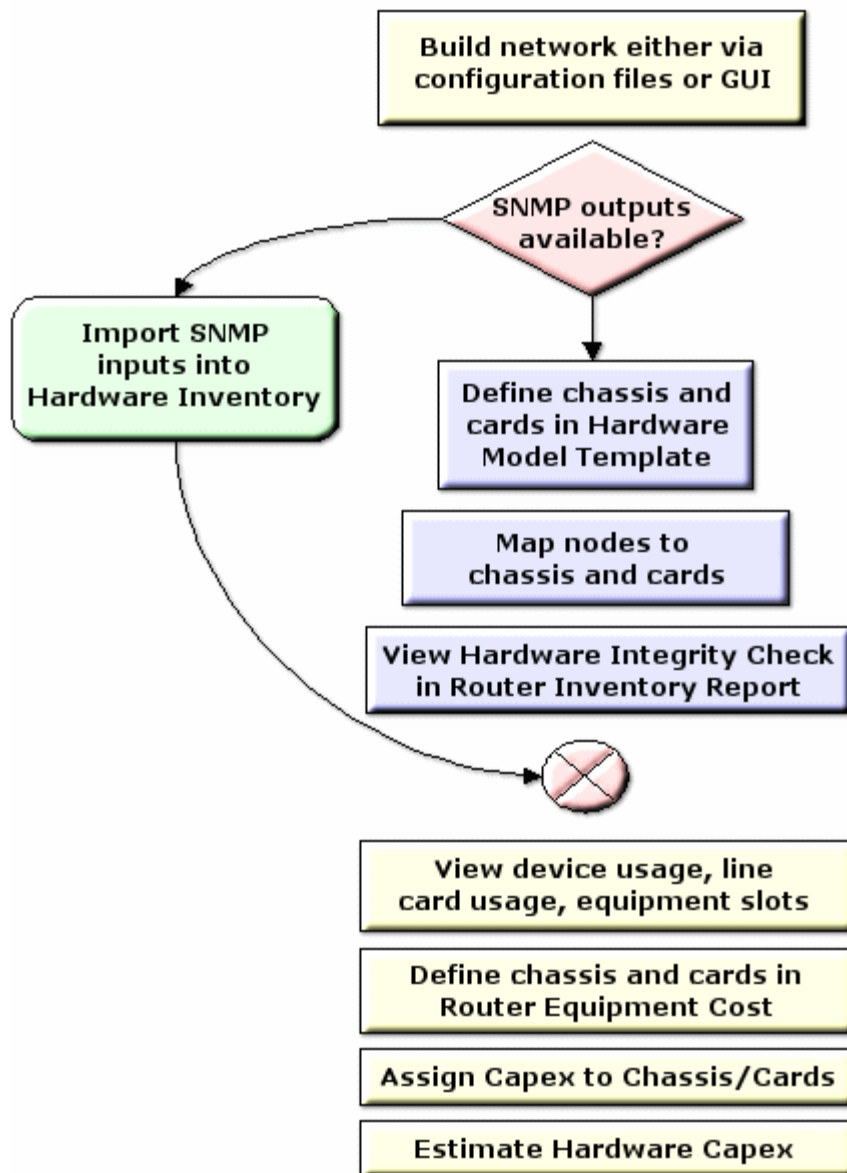 Build network either via
configuration files or GUI
SNMP outputs
available?
Import SNMP
inputs into
Hardware Inventory
Define chassis and
cards in Hardware
Model Template
Map nodes to
chassis and cards
View Hardware Integrity Check
in Router Inventory Report
View device usage, line
card usage, equipment slots
Define chassis and cards in
Router Equipment Cost
Assign Capex to Chassis/Cards
Estimate Hardware Capex